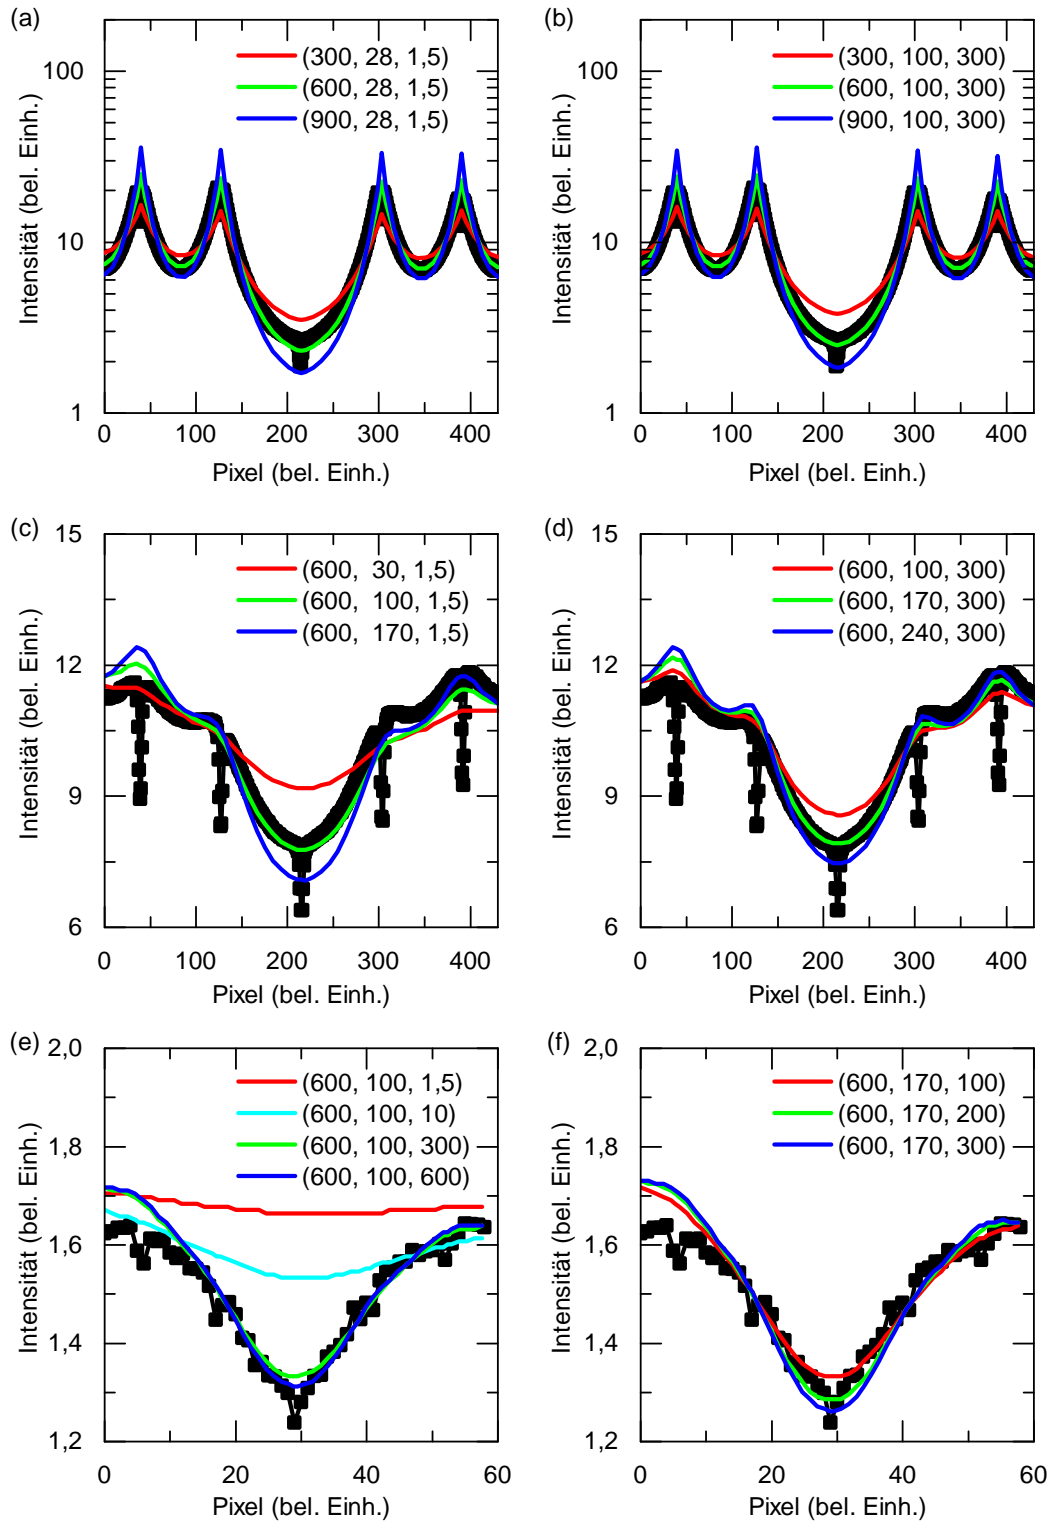 (a)
(300, 28, 1,5)
(600, 28, 1,5)
(900, 28, 1,5)
100
10
1
Intensität (bel. Einh.)
0 100 200 300 400
Pixel (bel. Einh.)
(b)
(300, 100, 300)
(600, 100, 300)
(900, 100, 300)
100
10
1
Intensität (bel. Einh.)
0 100 200 300 400
Pixel (bel. Einh.)
(c)
(600, 30, 1,5)
(600, 100, 1,5)
(600, 170, 1,5)
15
12
9
6
Intensität (bel. Einh.)
0 100 200 300 400
Pixel (bel. Einh.)
(d)
(600, 100, 300)
(600, 170, 300)
(600, 240, 300)
15
12
9
6
Intensität (bel. Einh.)
0 100 200 300 400
Pixel (bel. Einh.)
(e)
(600, 100, 1,5)
(600, 100, 10)
(600, 100, 300)
(600, 100, 600)
2,0
1,8
1,6
1,4
1,2
Intensität (bel. Einh.)
0 20 40 60
Pixel (bel. Einh.)
(f)
(600, 170, 100)
(600, 170, 200)
(600, 170, 300)
2,0
1,8
1,6
1,4
1,2
Intensität (bel. Einh.)
0 20 40 60
Pixel (bel. Einh.)